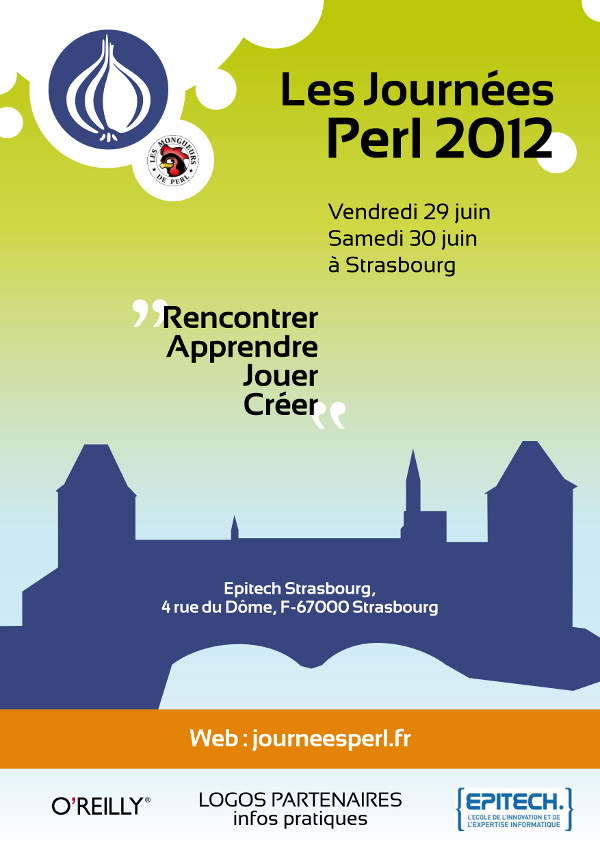 LES MONGUEURS
DE PERL
Les Journées
Perl 2012
Vendredi 29 juin
Samedi 30 juin
à Strasbourg
”Rencontrer
Apprendre
Jouer
Créer“
Epitech Strasbourg,
4 rue du Dôme, F-67000 Strasbourg
Web : journeesperl.fr
O'REILLY®
LOGOS PARTENAIRES
infos pratiques
{EPITECH.}
L'ECOLE DE L'INNOVATION ET DE
L'EXPERTISE INFORMATIQUE